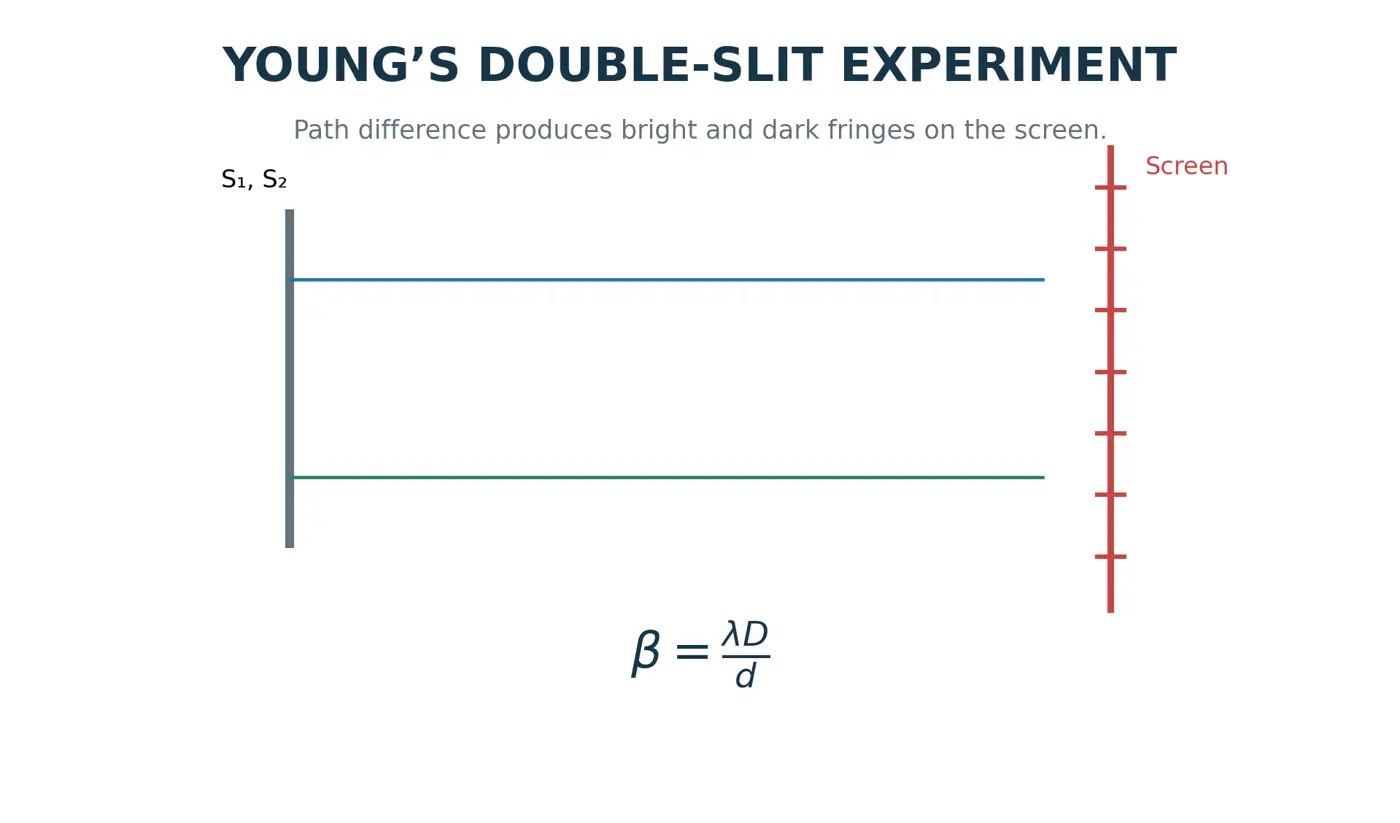 YOUNG’S DOUBLE-SLIT EXPERIMENT
Path difference produces bright and dark fringes on the screen.
S₁, S₂
Screen
β = λD/d